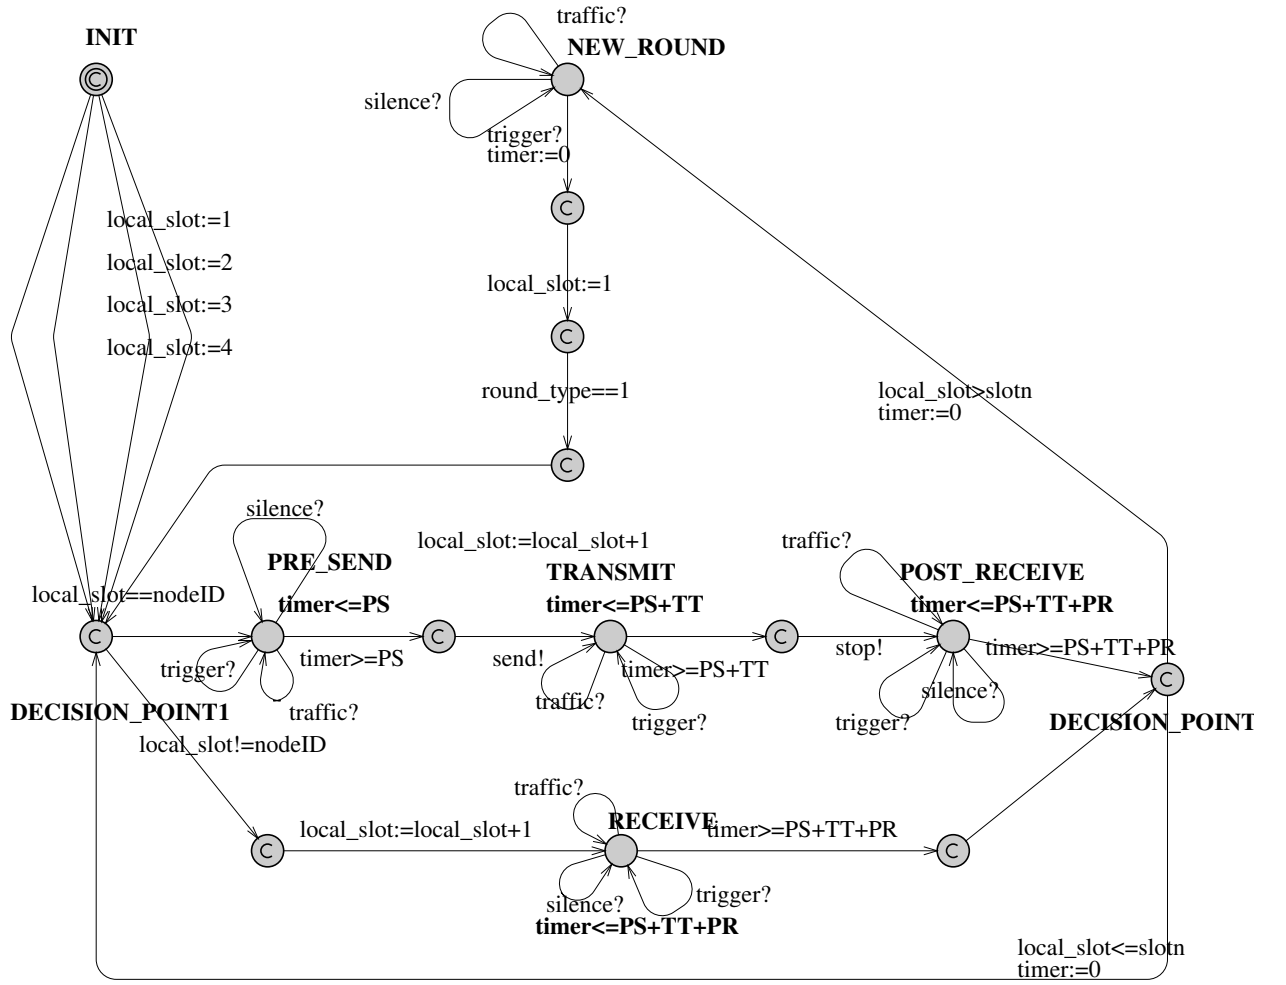 traffic?
INIT
NEW_ROUND
C
silence?
trigger?
timer:=0
C
local_slot:=1
local_slot:=2
local_slot:=3
local_slot:=4
local_slot:=1
C
round_type==1
local_slot>slotn
timer:=0
C
silence?
local_slot:=local_slot+1
traffic?
PRE_SEND
TRANSMIT
POST_RECEIVE
local_slot==nodeID
timer<=PS
timer<=PS+TT
timer<=PS+TT+PR
C
C
C
trigger?
timer>=PS
send!
timer>=PS+TT
stop!
timer>=PS+TT+PR
C
traffic?
traffic?
trigger?
silence?
trigger?
DECISION_POINT1
DECISION_POINT
local_slot!=nodeID
traffic?
RECEIVE
local_slot:=local_slot+1
timer>=PS+TT+PR
C
C
silence?
trigger?
timer<=PS+TT+PR
local_slot<=slotn
timer:=0